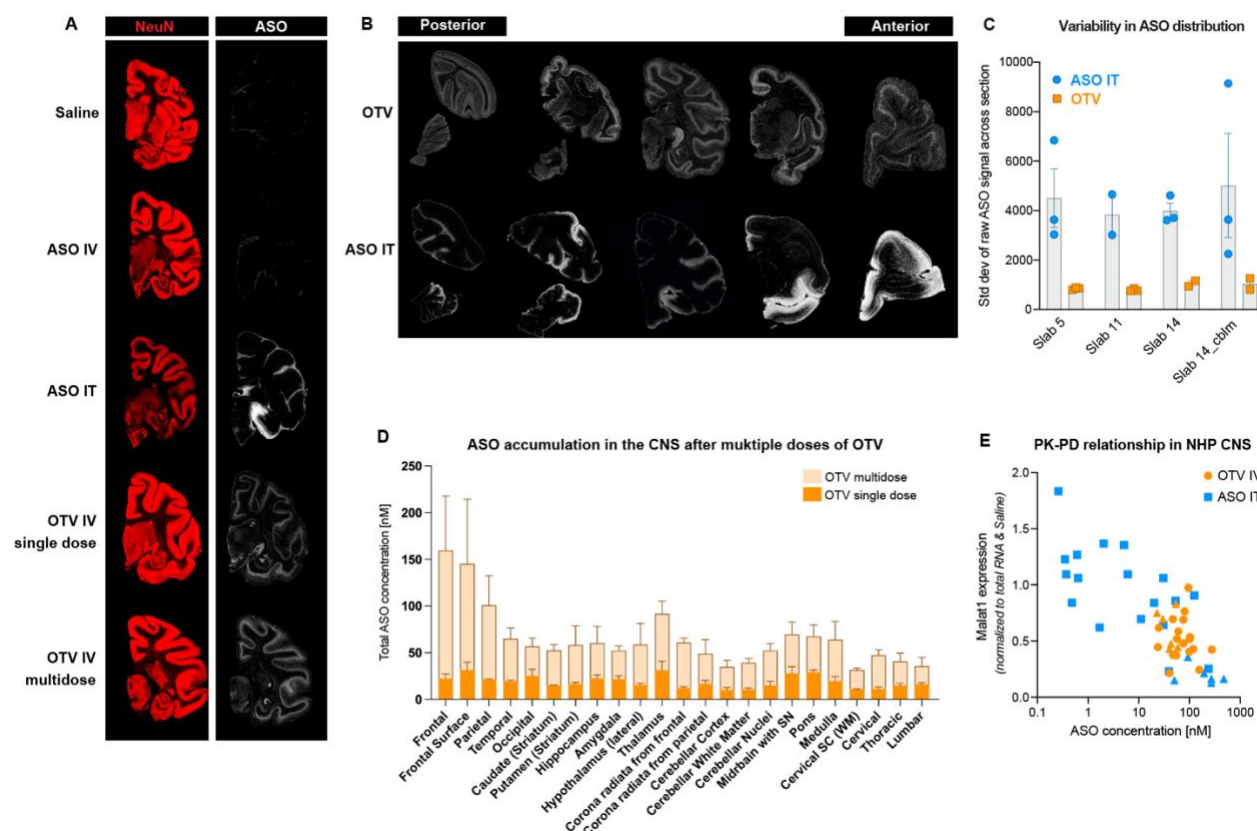 A
NeuN
ASO
Saline
ASO IV
ASO IT
OTV IV
single dose
OTV IV
multidose
B
Posterior
Anterior
OTV
ASO IT
C
Variability in ASO distribution
Std dev of raw ASO signal across section
10000
8000
6000
4000
2000
0
ASO IT
OTV
Slab 5
Slab 11
Slab 14
Slab 14_cblm
D
ASO accumulation in the CNS after muktiple doses of OTV
Total ASO concentration [nM]
250
200
150
100
50
0
OTV multidose
OTV single dose
Frontal
Frontal Surface
Parietal
Temporal
Occipital
Caudate (Striatum)
Putamen (Striatum)
Hippocampus
Amygdala
Hypothalamus (lateral)
Thalamus
Corona radiata from frontal
Corona radiata from parietal
Cerebellar Cortex
Cerebellar White Matter
Cerebellar Nuclei
Midrbain with SN
Pons
Medulla
Cervical SC (WM)
Cervical
Thoracic
Lumbar
E
PK-PD relationship in NHP CNS
Malat1 expression
(normalized to total RNA & Saline)
2.0
1.5
1.0
0.5
0.0
OTV IV
ASO IT
0.1
1
10
100
1000
ASO concentration [nM]